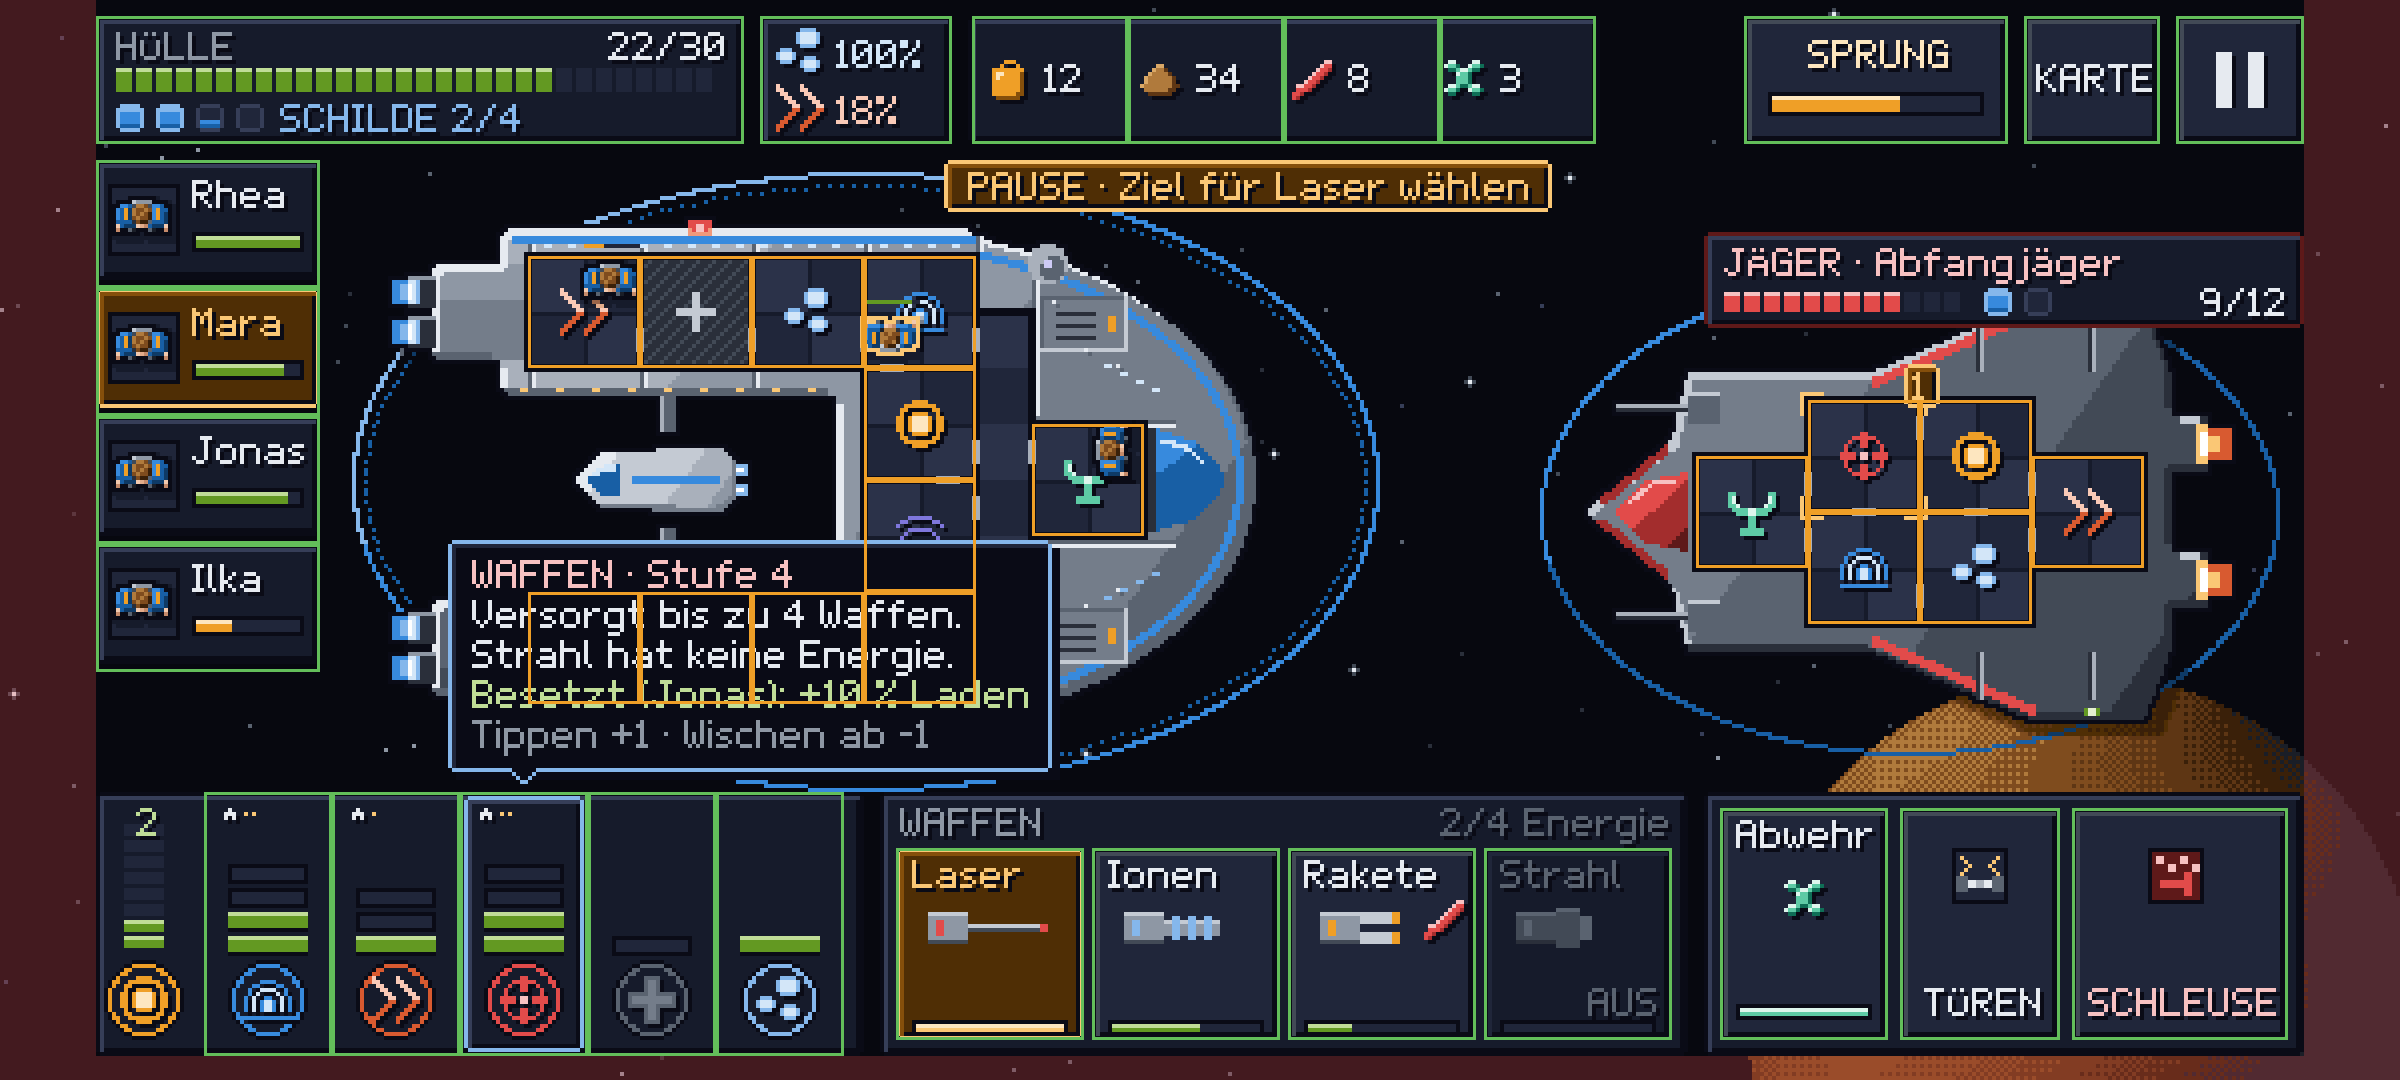 HÜLLE 22/30
SCHILDE 2/4
100%
18%
12
34
8
3
SPRUNG
KARTE
PAUSE · Ziel für Laser wählen
Rhea
Mara
Jonas
Ilka
JÄGER · Abfangjäger
9/12
1
WAFFEN · Stufe 4
Versorgt bis zu 4 Waffen.
Strahl hat keine Energie.
Besetzt (Jonas): +10 % Laden
Tippen +1 · Wischen ab -1
2
WAFFEN 2/4 Energie
Laser
Ionen
Rakete
Strahl
AUS
Abwehr
TÜREN
SCHLEUSE